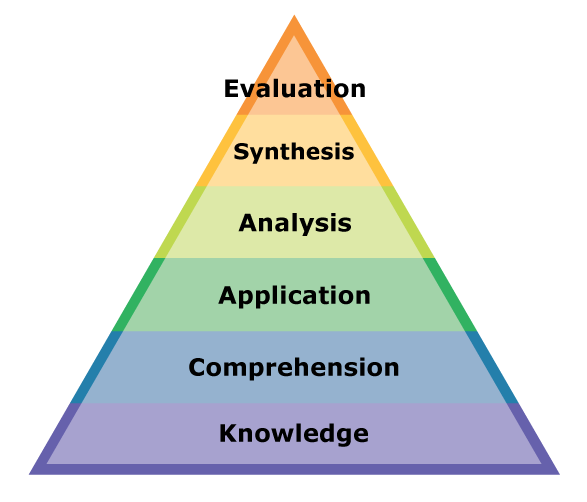 Evaluation
Synthesis
Analysis
Application
Comprehension
Knowledge